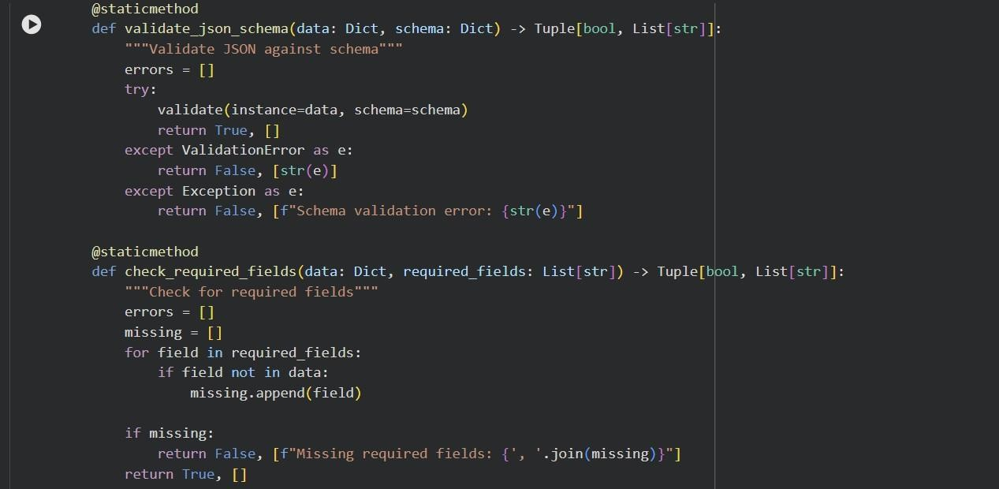 @staticmethod
def validate_json_schema(data: Dict, schema: Dict) -> Tuple[bool, List[str]]:
    """Validate JSON against schema"""
    errors = []
    try:
        validate(instance=data, schema=schema)
        return True, []
    except ValidationError as e:
        return False, [str(e)]
    except Exception as e:
        return False, [f"Schema validation error: {str(e)}"]

@staticmethod
def check_required_fields(data: Dict, required_fields: List[str]) -> Tuple[bool, List[str]]:
    """Check for required fields"""
    errors = []
    missing = []
    for field in required_fields:
        if field not in data:
            missing.append(field)

    if missing:
        return False, [f"Missing required fields: {', '.join(missing)}"]
    return True, []